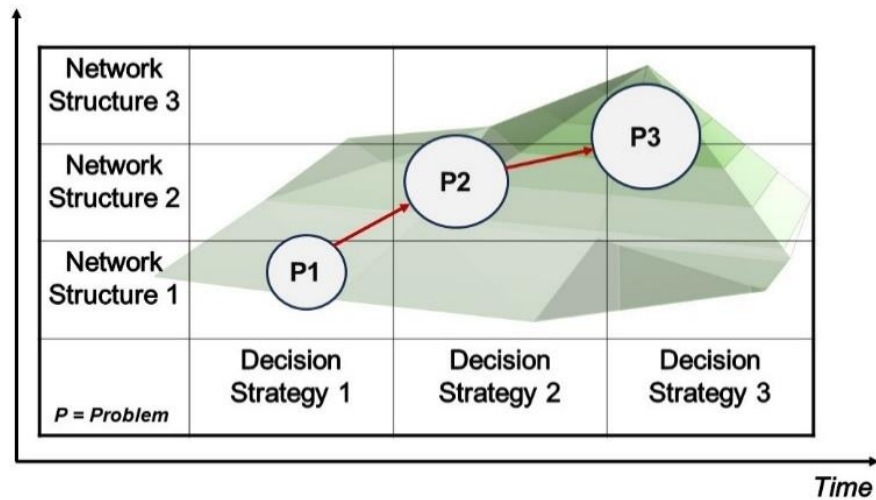 Network
Structure 3
Network
Structure 2
Network
Structure 1
P1
P2
P3
P = Problem
Decision
Strategy 1
Decision
Strategy 2
Decision
Strategy 3
Time